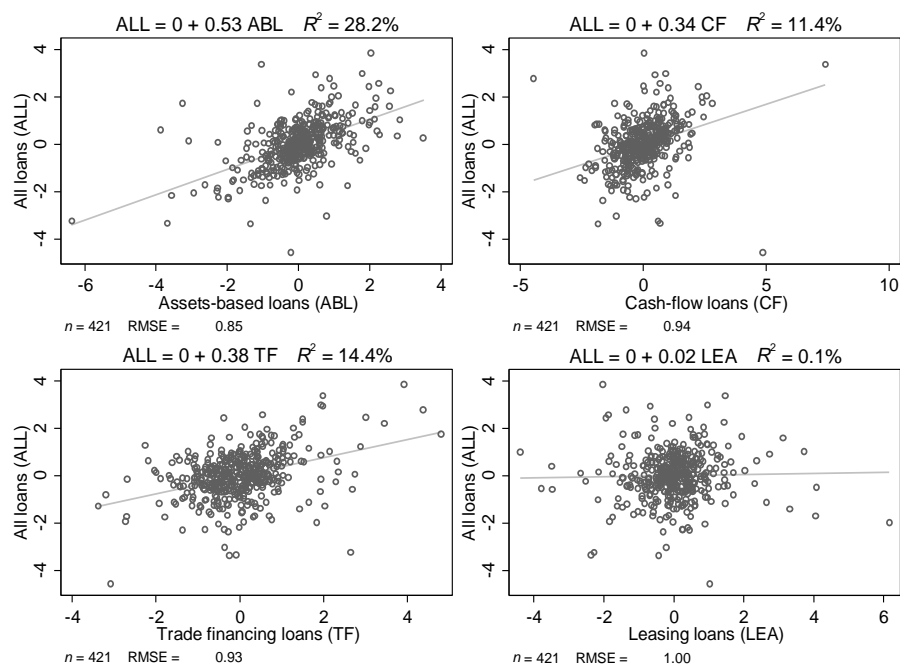 ALL = 0 + 0.53 ABL R² = 28.2%
All loans (ALL)
4
2
0
-2
-4
-6
-4
-2
0
2
4
Assets-based loans (ABL)
n = 421 RMSE = 0.85
ALL = 0 + 0.34 CF R² = 11.4%
All loans (ALL)
4
2
0
-2
-4
-5
0
5
10
Cash-flow loans (CF)
n = 421 RMSE = 0.94
ALL = 0 + 0.38 TF R² = 14.4%
All loans (ALL)
4
2
0
-2
-4
-4
-2
0
2
4
Trade financing loans (TF)
n = 421 RMSE = 0.93
ALL = 0 + 0.02 LEA R² = 0.1%
All loans (ALL)
4
2
0
-2
-4
-4
-2
0
2
4
6
Leasing loans (LEA)
n = 421 RMSE = 1.00